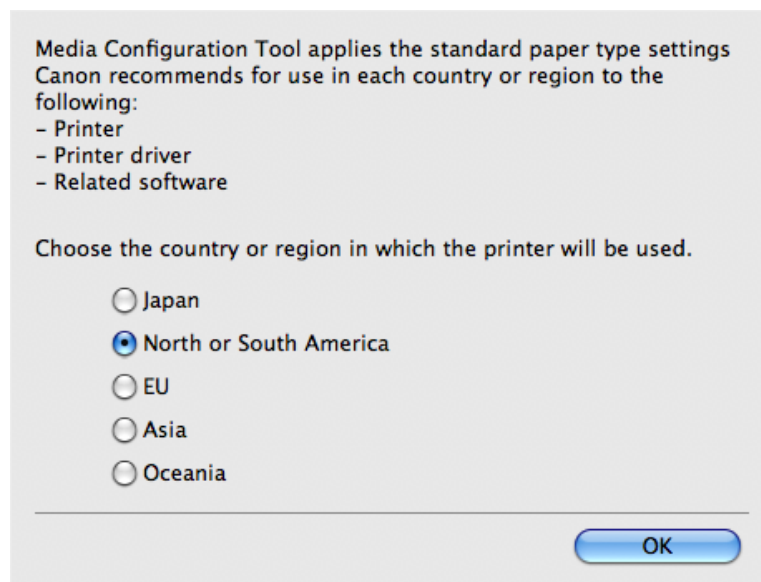 Media Configuration Tool applies the standard paper type settings
Canon recommends for use in each country or region to the
following:
– Printer
– Printer driver
– Related software
Choose the country or region in which the printer will be used.
Japan
North or South America
EU
Asia
Oceania
OK